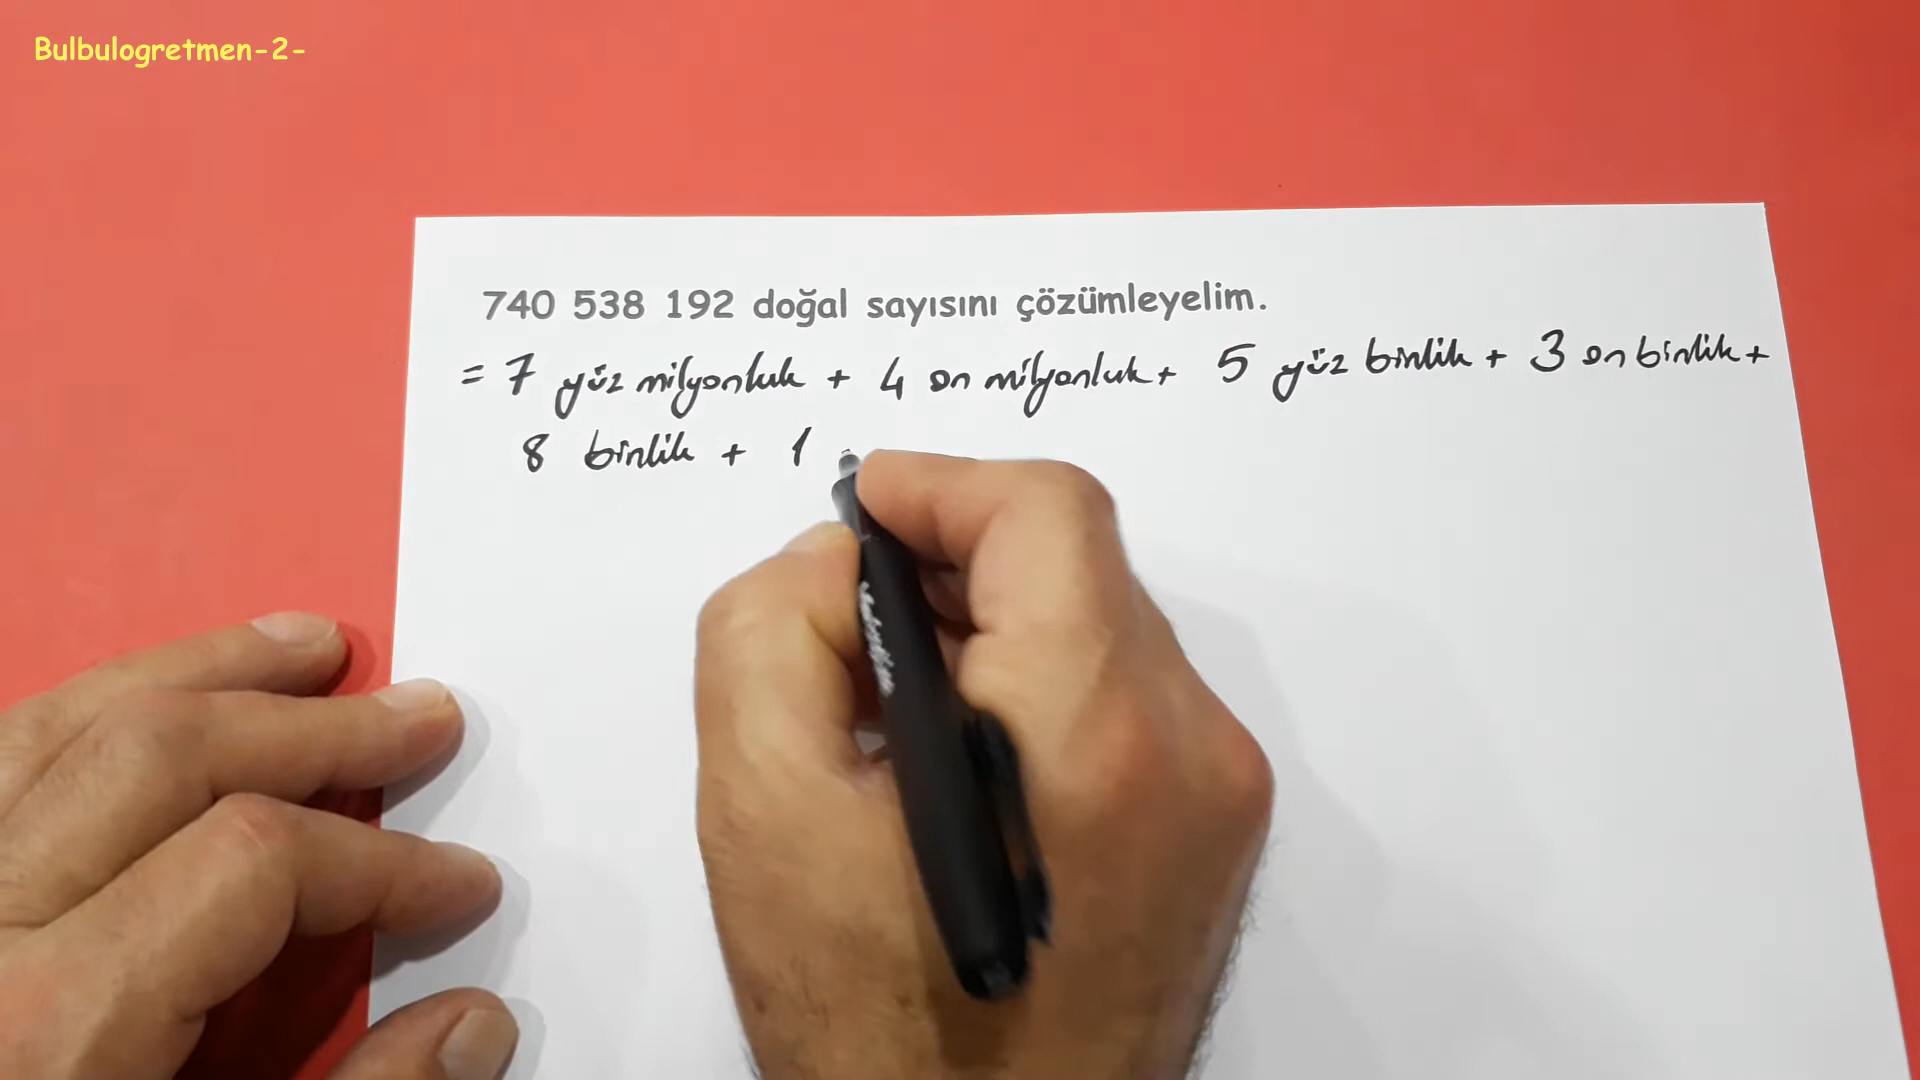 Bulbulogretmen-2-
740 538 192 doğal sayısını çözümleyelim.
= 7 yüz milyonluk + 4 on milyonluk + 5 yüz binlik + 3 on binlik +
8 binlik + 1